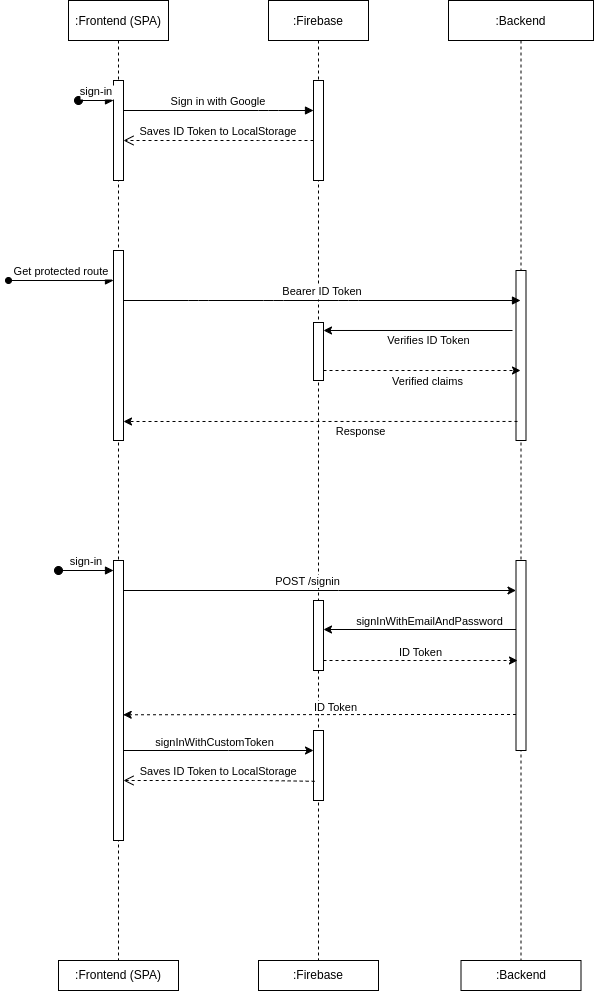 :Frontend (SPA)
:Firebase
:Backend
sign-in
Sign in with Google
Saves ID Token to LocalStorage
Get protected route
Bearer ID Token
Verifies ID Token
Verified claims
Response
sign-in
POST /signin
signInWithEmailAndPassword
ID Token
ID Token
signInWithCustomToken
Saves ID Token to LocalStorage
:Frontend (SPA)
:Firebase
:Backend